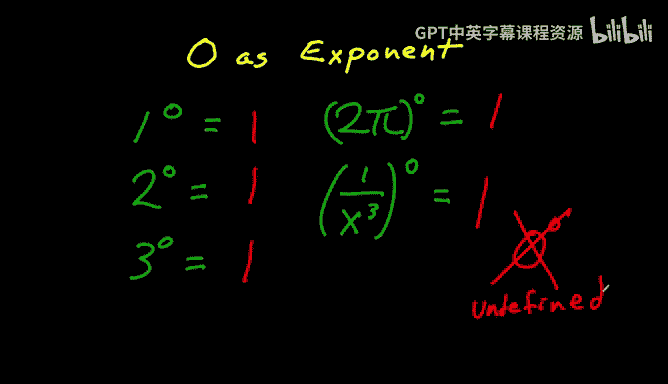 GPT中英字幕课程资源 bilibili
0 as Exponent
1⁰ = 1
(2π)⁰ = 1
2⁰ = 1
(1/x³)⁰ = 1
3⁰ = 1
0⁰
Undefined